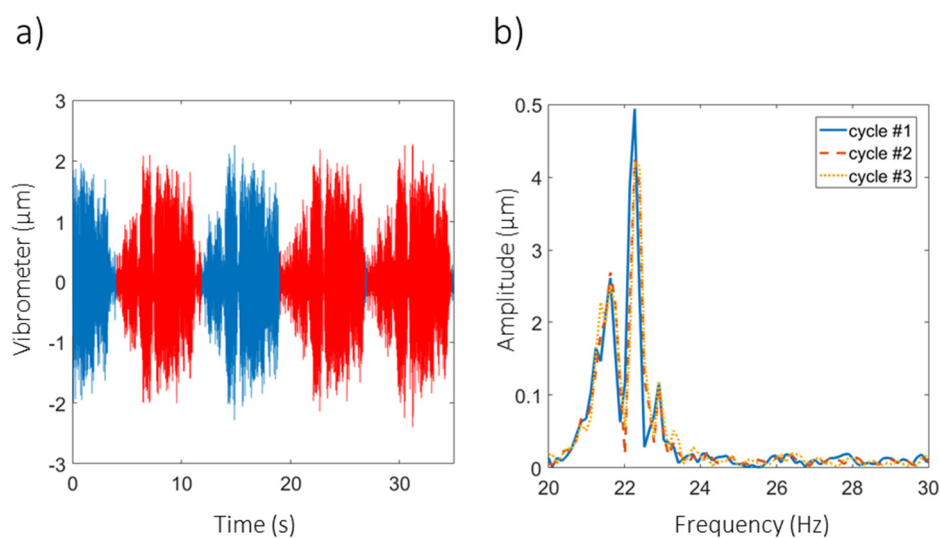 a)
3
2
1
0
-1
-2
-3
Vibrometer (µm)
0
10
20
30
Time (s)
b)
0.5
.4
.3
.2
0.1
0
Amplitude (µm)
20
22
24
26
28
30
Frequency (Hz)
cycle #1
cycle #2
cycle #3